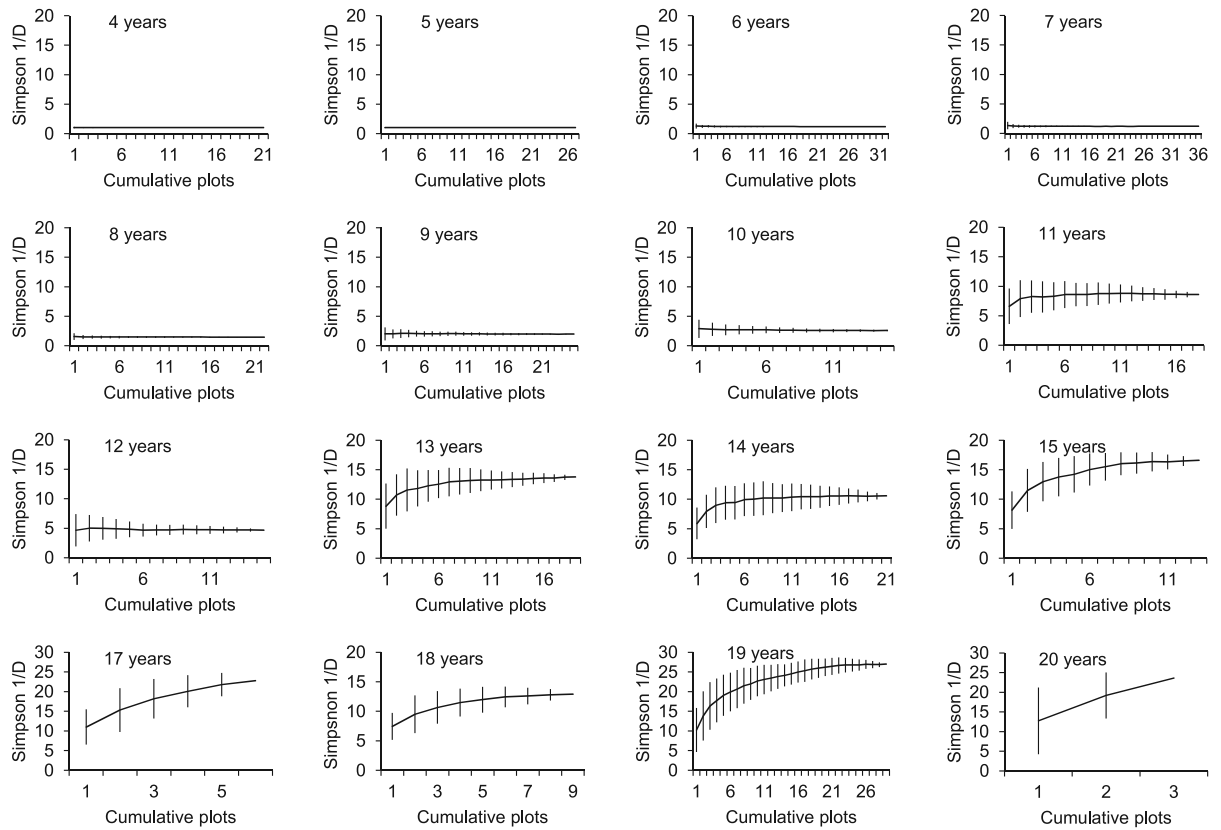 4 years
Simpson 1/D
20
15
10
5
0
1 6 11 16 21
Cumulative plots
5 years
Simpson 1/D
20
15
10
5
0
1 6 11 16 21 26
Cumulative plots
6 years
Simpson 1/D
20
15
10
5
0
1 6 11 16 21 26 31
Cumulative plots
7 years
Simpson 1/D
20
15
10
5
0
1 6 11 16 21 26 31 36
Cumulative plots
8 years
Simpson 1/D
20
15
10
5
0
1 6 11 16 21
Cumulative plots
9 years
Simpson 1/D
20
15
10
5
0
1 6 11 16 21
Cumulative plots
10 years
Simpson 1/D
20
15
10
5
0
1 6 11
Cumulative plots
11 years
Simpson 1/D
20
15
10
5
0
1 6 11 16
Cumulative plots
12 years
Simpson 1/D
20
15
10
5
0
1 6 11
Cumulative plots
13 years
Simpson 1/D
20
15
10
5
0
1 6 11 16
Cumulative plots
14 years
Simpson 1/D
20
15
10
5
0
1 6 11 16 21
Cumulative plots
15 years
Simpson 1/D
20
15
10
5
0
1 6 11
Cumulative plots
17 years
Simpson 1/D
30
25
20
15
10
5
0
1 3 5
Cumulative plots
18 years
Simpsnon 1/D
20
15
10
5
0
1 2 3 4 5 6 7 8 9
Cumulative plots
19 years
Simpson 1/D
30
25
20
15
10
5
0
1 6 11 16 21 26
Cumulative plots
20 years
Simpson 1/D
30
25
20
15
10
5
0
1 2 3
Cumulative plots